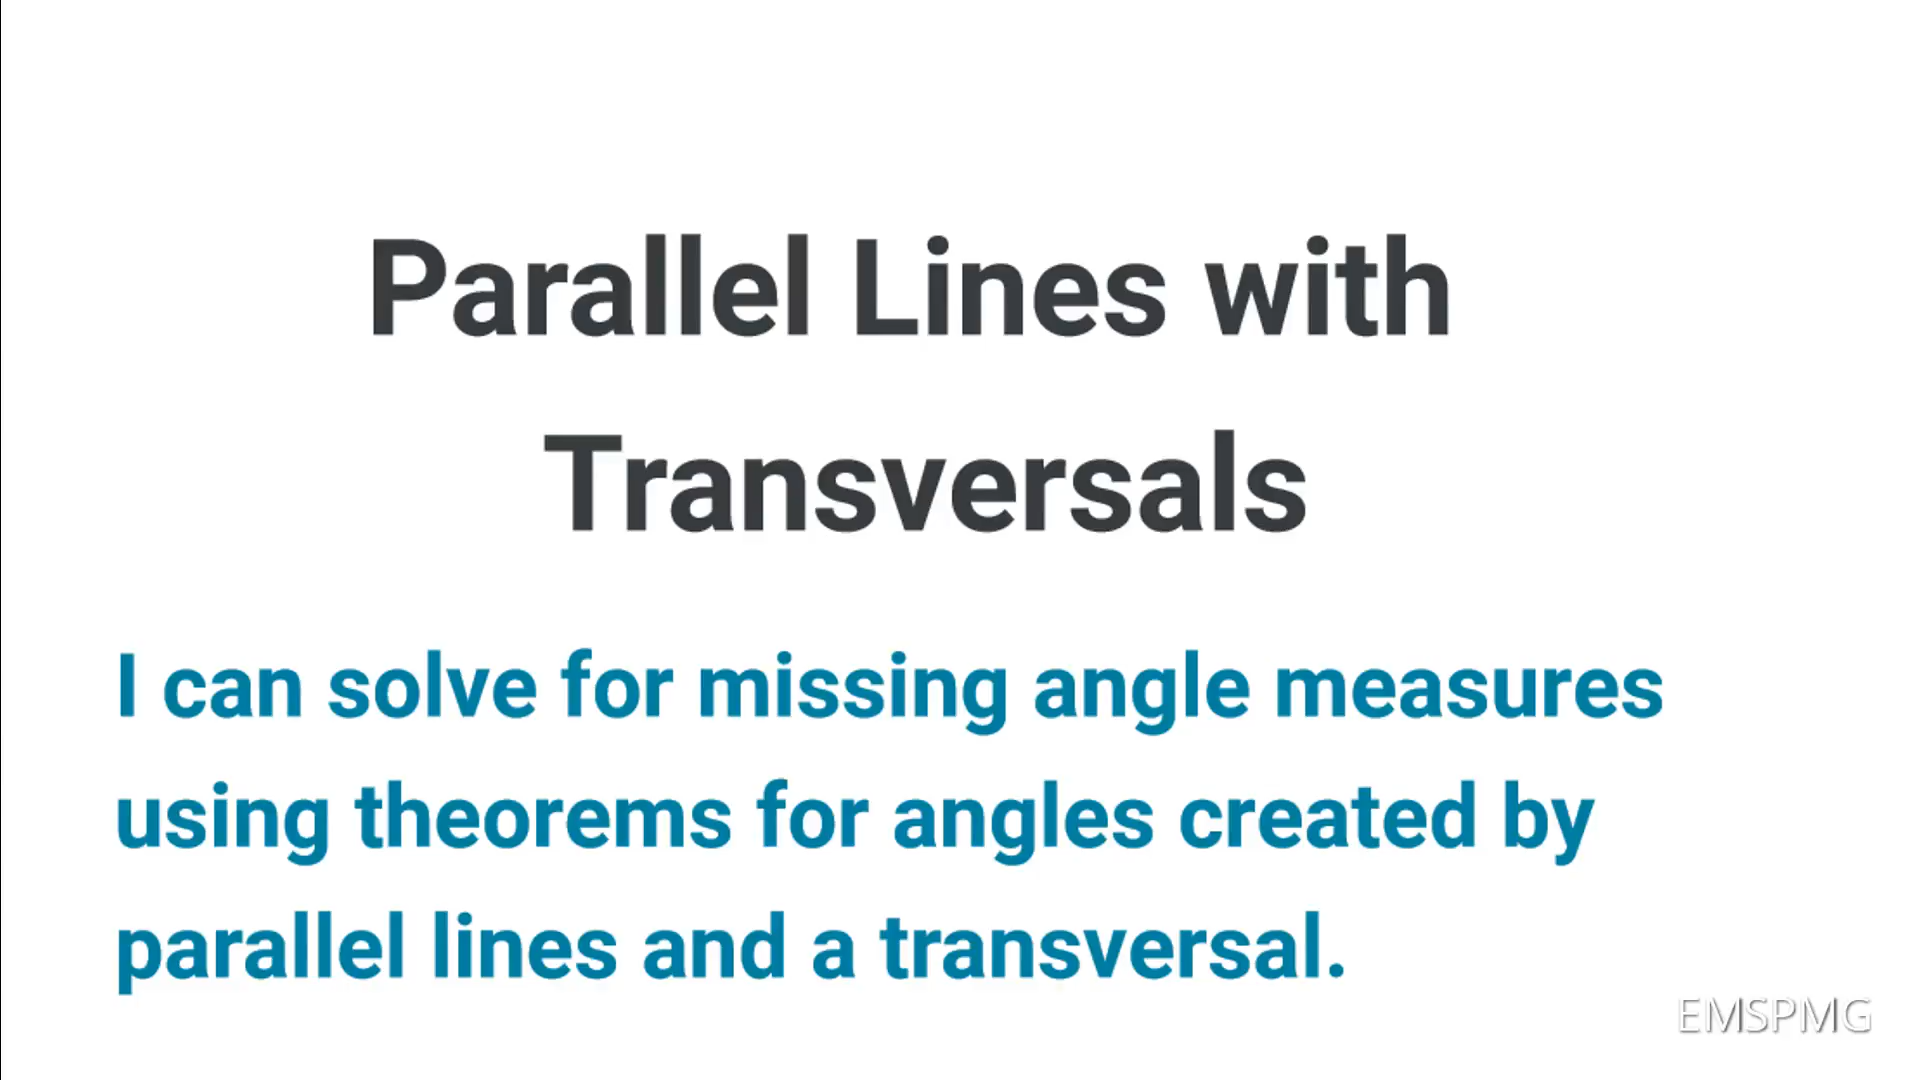 Parallel Lines with
Transversals
I can solve for missing angle measures
using theorems for angles created by
parallel lines and a transversal.
EMSPMG